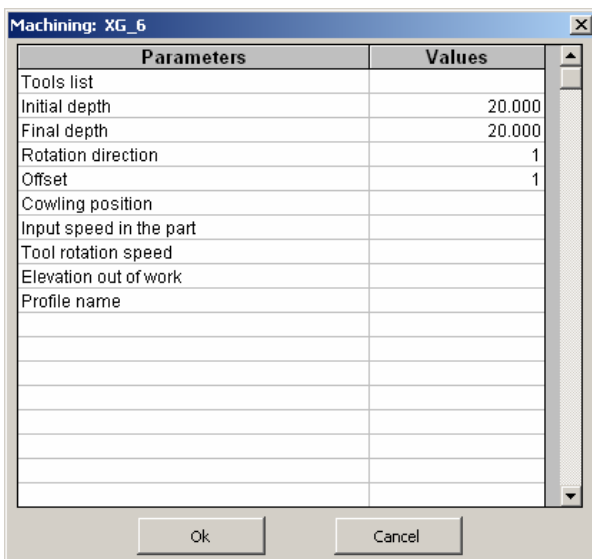 Machining: XG_6
Parameters Values
Tools list
Initial depth 20.000
Final depth 20.000
Rotation direction 1
Offset 1
Cowling position
Input speed in the part
Tool rotation speed
Elevation out of work
Profile name
Ok Cancel